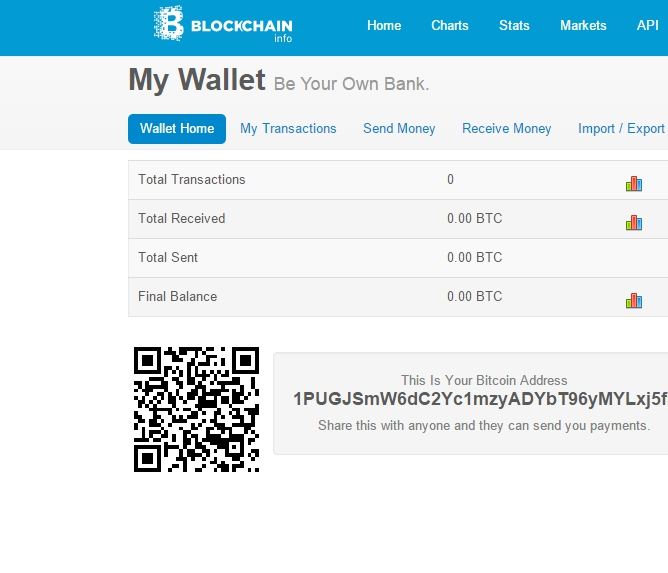 BLOCKCHAIN
info
Home Charts Stats Markets API
My Wallet Be Your Own Bank.
Wallet Home My Transactions Send Money Receive Money Import / Export
Total Transactions 0
Total Received 0.00 BTC
Total Sent 0.00 BTC
Final Balance 0.00 BTC
This Is Your Bitcoin Address
1PUGJSmW6dC2Yc1mzyADYbT96yMYLxj5f
Share this with anyone and they can send you payments.